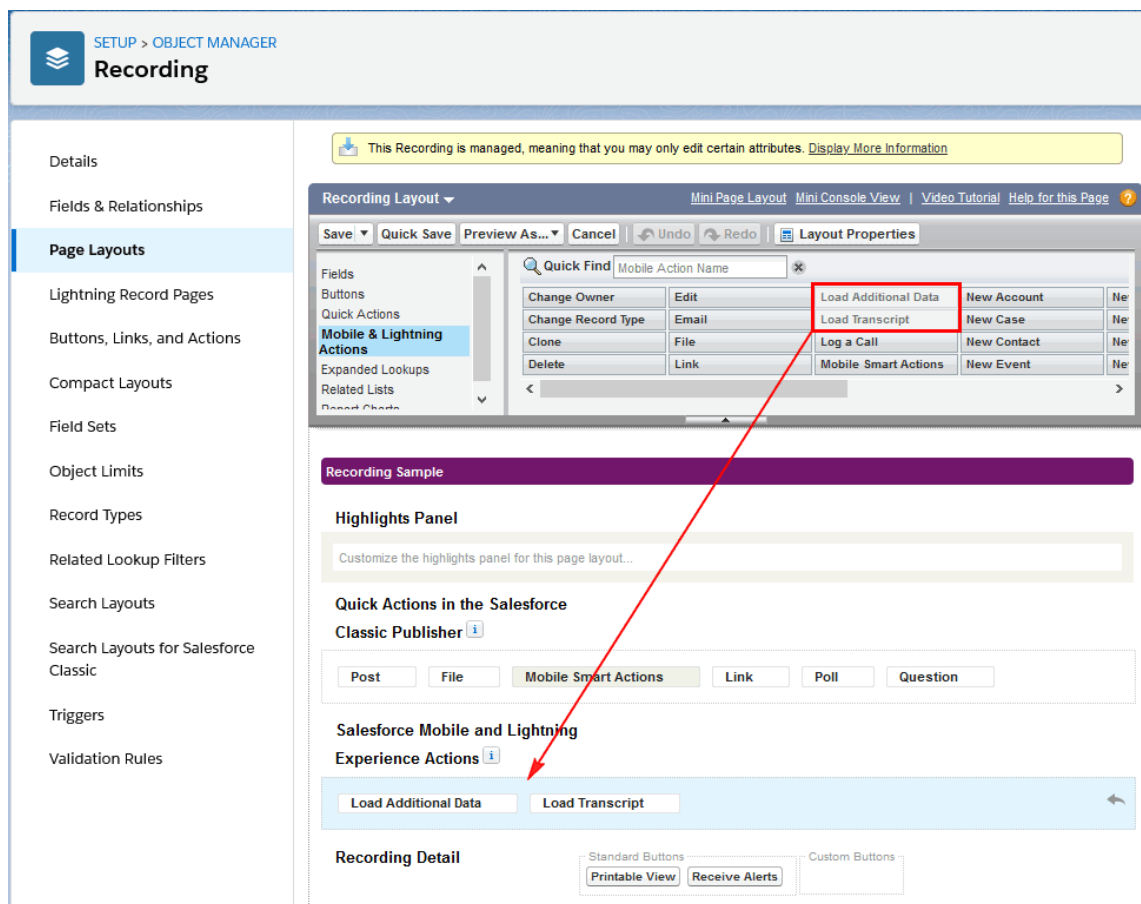 SETUP > OBJECT MANAGER
Recording
Details
Fields & Relationships
Page Layouts
Lightning Record Pages
Buttons, Links, and Actions
Compact Layouts
Field Sets
Object Limits
Record Types
Related Lookup Filters
Search Layouts
Search Layouts for Salesforce
Classic
Triggers
Validation Rules
This Recording is managed, meaning that you may only edit certain attributes. Display More Information
Recording Layout Mini Page Layout Mini Console View | Video Tutorial Help for this Page ?
Save Quick Save Preview As... Cancel Undo Redo Layout Properties
Fields
Buttons
Quick Actions
Mobile & Lightning
Actions
Expanded Lookups
Related Lists
Report Charts
Quick Find Mobile Action Name
Change Owner Edit Load Additional Data New Account
Change Record Type Email Load Transcript New Case
Clone File Log a Call New Contact
Delete Link Mobile Smart Actions New Event
Recording Sample
Highlights Panel
Customize the highlights panel for this page layout...
Quick Actions in the Salesforce
Classic Publisher i
Post File Mobile Smart Actions Link Poll Question
Salesforce Mobile and Lightning
Experience Actions i
Load Additional Data Load Transcript
Recording Detail
Standard Buttons
Printable View Receive Alerts
Custom Buttons